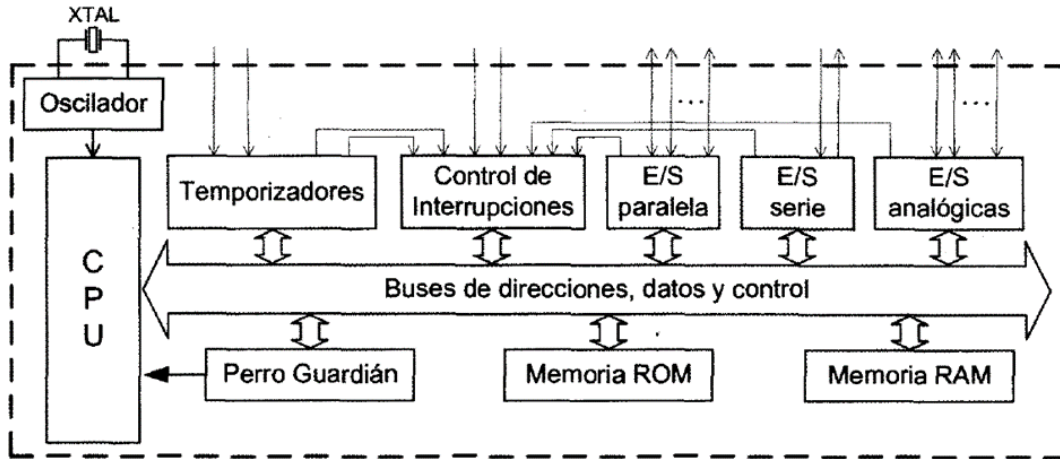 XTAL
Oscilador
Temporizadores
Control de
Interrupciones
E/S
paralela
E/S
serie
E/S
analógicas
C
P
U
Buses de direcciones, datos y control
Perro Guardián
Memoria ROM
Memoria RAM